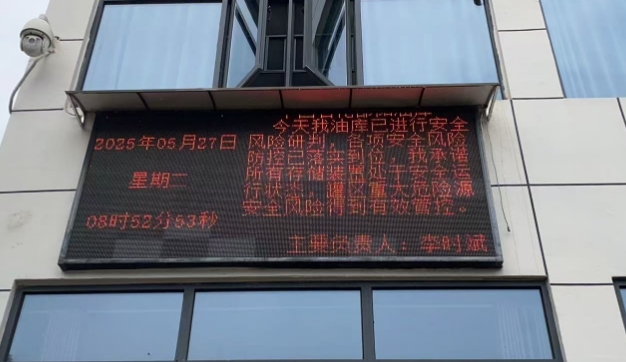 2025年05月27日
星期二
08时52分53秒
今天我油库已进行安全
风险研判，各项安全风险
防控已落实到位，我承诺
所有存储装置处于安全运
行状态，罐区重大危险源
安全风险得到有效管控。
主要负责人：李时斌